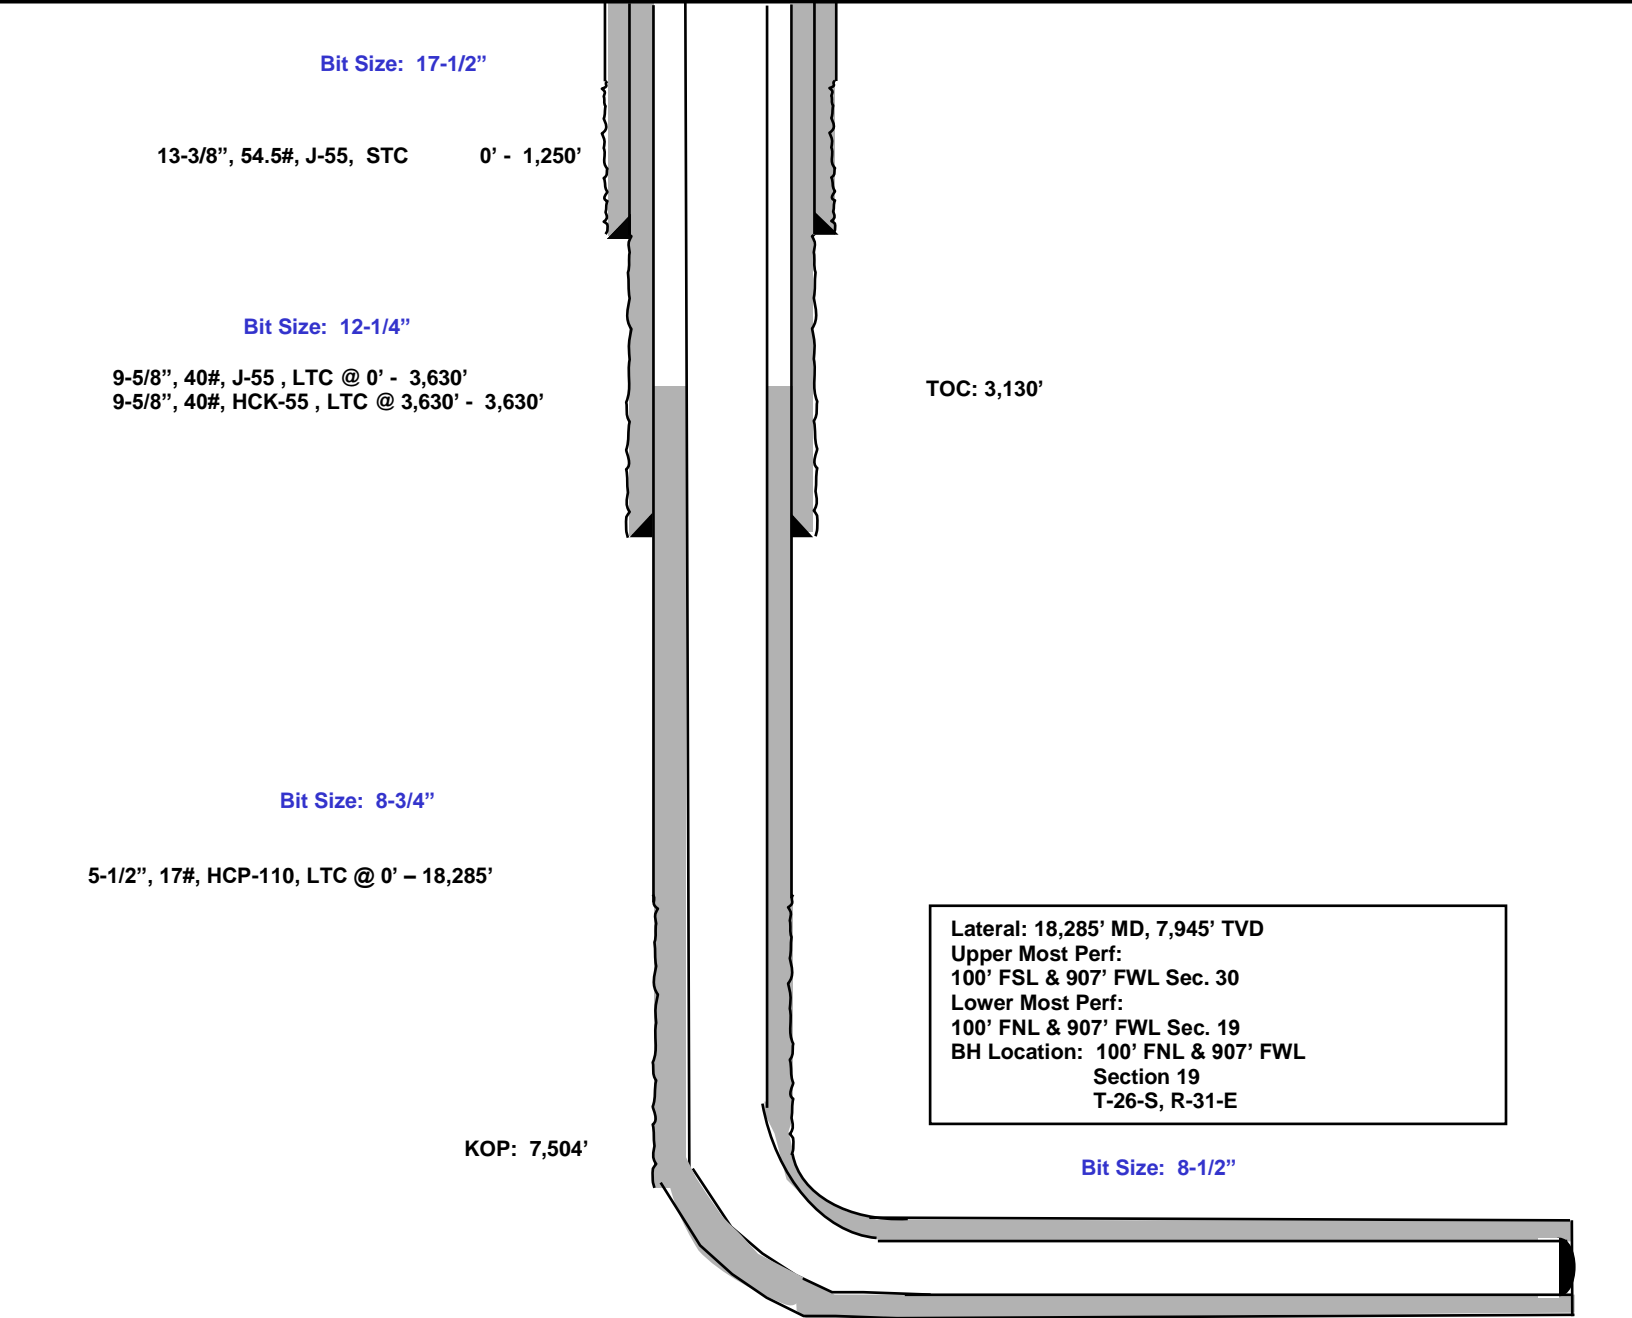 Bit Size:  17-1/2”
13-3/8”, 54.5#, J-55,  STC          0’ -  1,250’
Bit Size:  12-1/4”
9-5/8”, 40#, J-55 , LTC @ 0’ -  3,630’
9-5/8”, 40#, HCK-55 , LTC @ 3,630’ -  3,630’
TOC: 3,130’
Bit Size:  8-3/4”
5-1/2”, 17#, HCP-110, LTC @ 0’ – 18,285’
Lateral: 18,285’ MD, 7,945’ TVD
Upper Most Perf:
100’ FSL & 907’ FWL Sec. 30
Lower Most Perf:
100’ FNL & 907’ FWL Sec. 19
BH Location:  100’ FNL & 907’ FWL
Section 19
T-26-S, R-31-E
KOP:  7,504’
Bit Size:  8-1/2”